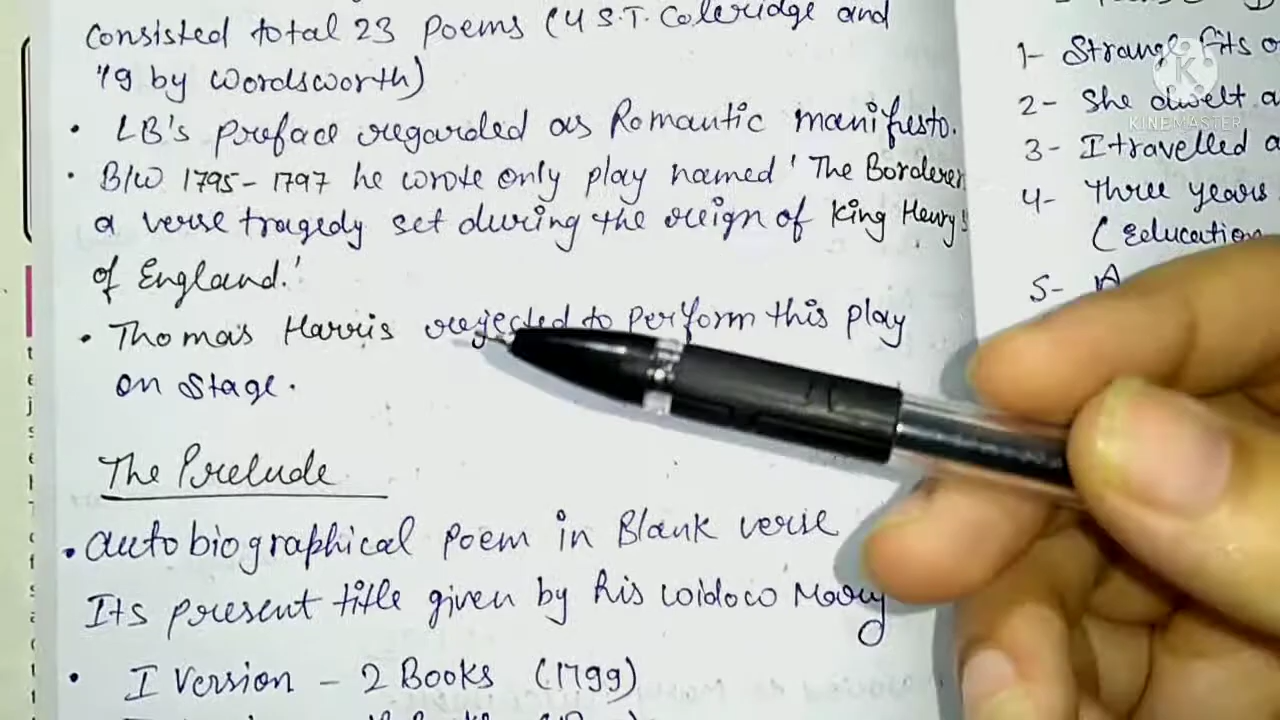 consisted total 23 poems (4 S.T. Coleridge and
19 by Wordsworth)
• LB's preface regarded as Romantic manifesto.
• B/W 1795-1797 he wrote only play named 'The Borderer
a verse tragedy set during the reign of King Henry
of England.'
• Thomas Harris rejected to perform this play
on stage.
The Prelude
• autobiographical poem in Blank verse
Its present title given by his widow Mary
• I Version - 2 Books (1799)
1- Strange fits o
2- She dwelt a
3- I travelled a
4- Three years
(Education
5- A
KINEMASTER